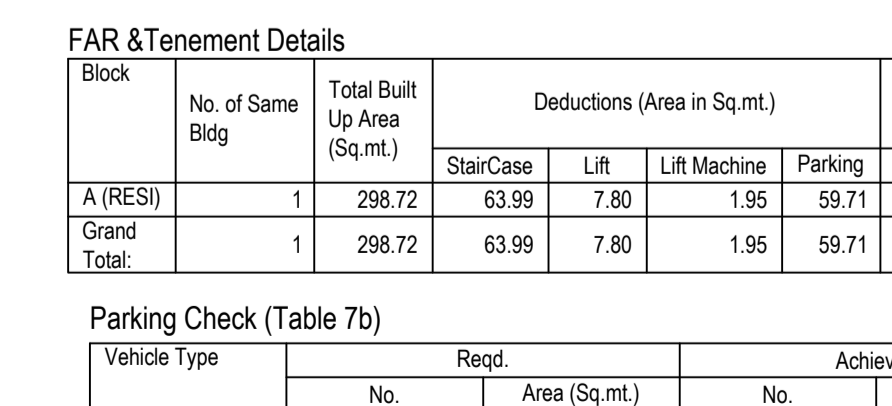 FAR &Tenement Details
Block
No. of Same
Bldg
Total Built
Up Area
(Sq.mt.)
Deductions (Area in Sq.mt.)
StairCase Lift Lift Machine Parking
A (RESI) 1 298.72 63.99 7.80 1.95 59.71
Grand
Total: 1 298.72 63.99 7.80 1.95 59.71
Parking Check (Table 7b)
Vehicle Type Reqd. Achiev
No. Area (Sq.mt.) No.